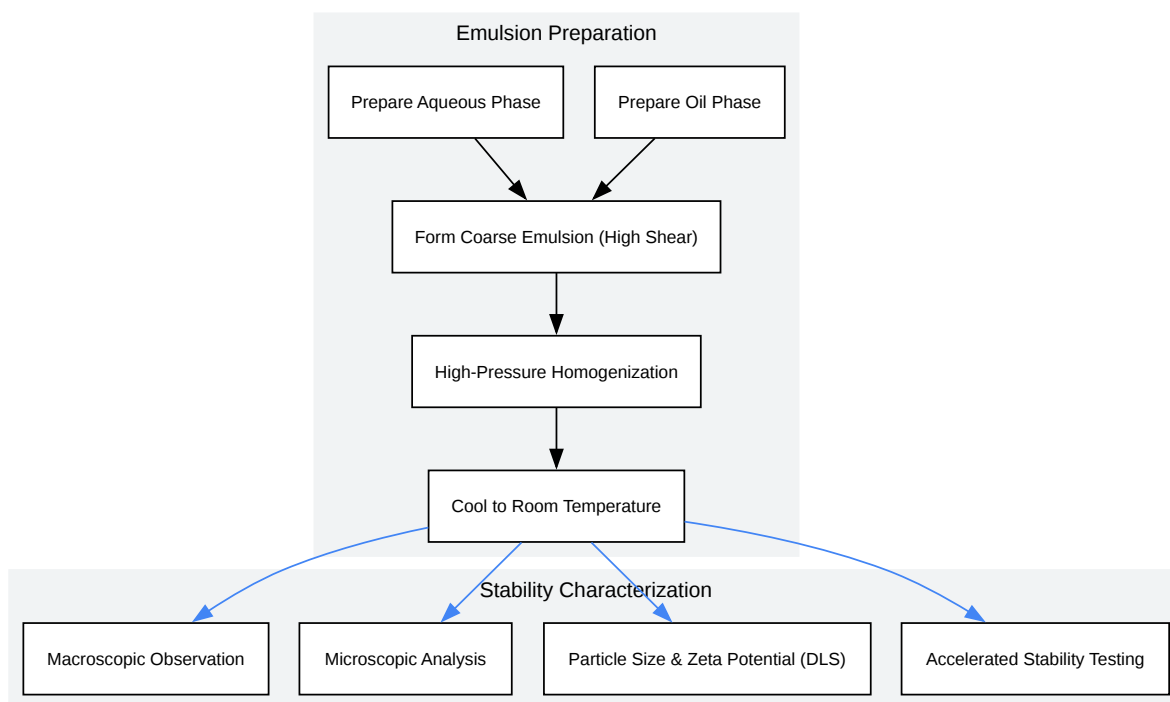 Emulsion Preparation
Prepare Aqueous Phase
Prepare Oil Phase
Form Coarse Emulsion (High Shear)
High-Pressure Homogenization
Cool to Room Temperature
Stability Characterization
Macroscopic Observation
Microscopic Analysis
Particle Size & Zeta Potential (DLS)
Accelerated Stability Testing